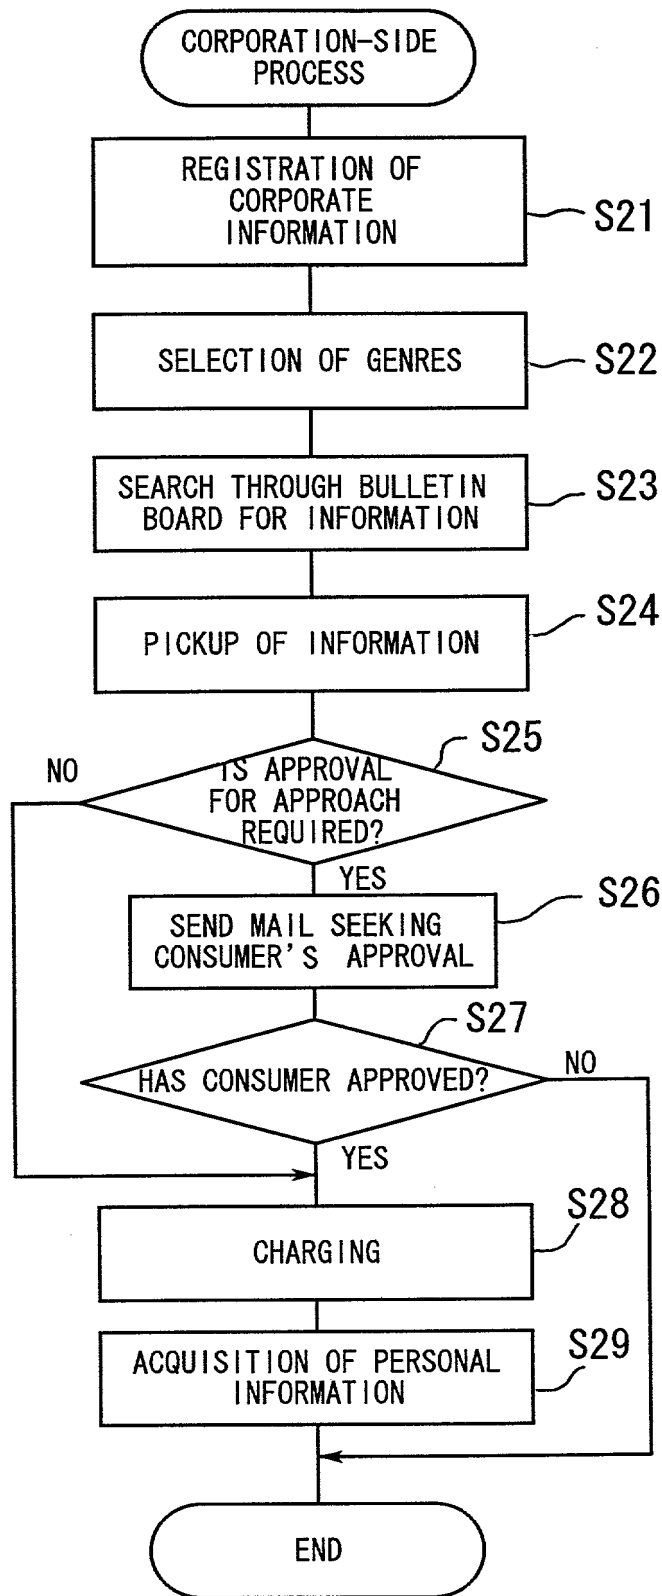 CORPORATION-SIDE
PROCESS
REGISTRATION OF
CORPORATE
INFORMATION
S21
SELECTION OF GENRES
S22
SEARCH THROUGH BULLETIN
BOARD FOR INFORMATION
S23
PICKUP OF INFORMATION
S24
S25
NO
IS APPROVAL
FOR APPROACH
REQUIRED?
YES
SEND MAIL SEEKING
CONSUMER'S APPROVAL
S26
S27
HAS CONSUMER APPROVED?
NO
YES
CHARGING
S28
ACQUISITION OF PERSONAL
INFORMATION
S29
END